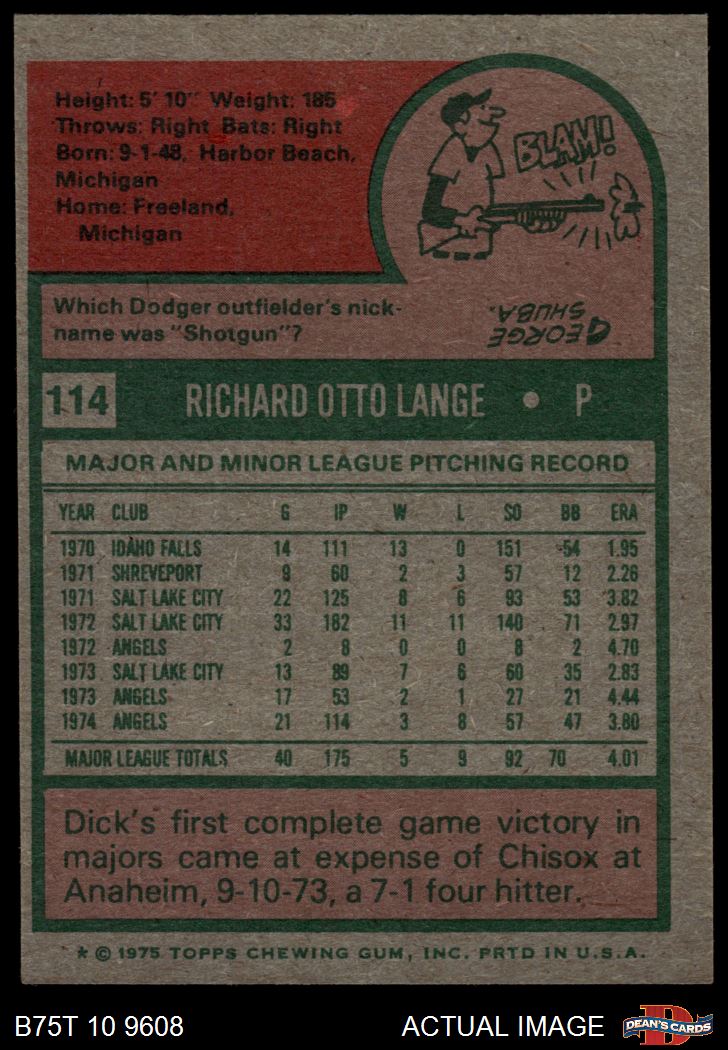 Height: 5' 10" Weight: 185
Throws: Right Bats: Right
Born: 9-1-48, Harbor Beach,
Michigan
Home: Freeland,
Michigan
BLAM!
Which Dodger outfielder's nick-
name was "Shotgun"?
GEORGE
SHUBA.
114 RICHARD OTTO LANGE • P
MAJOR AND MINOR LEAGUE PITCHING RECORD
YEAR CLUB G IP W L SO BB ERA
1970 IDAHO FALLS 14 111 13 0 151 54 1.95
1971 SHREVEPORT 9 60 2 3 57 12 2.26
1971 SALT LAKE CITY 22 125 8 6 93 53 3.82
1972 SALT LAKE CITY 33 182 11 11 140 71 2.97
1972 ANGELS 2 8 0 0 8 2 4.70
1973 SALT LAKE CITY 13 89 7 6 60 35 2.83
1973 ANGELS 17 53 2 1 27 21 4.44
1974 ANGELS 21 114 3 8 57 47 3.80
MAJOR LEAGUE TOTALS 40 175 5 9 92 70 4.01
Dick's first complete game victory in
majors came at expense of Chisox at
Anaheim, 9-10-73, a 7-1 four hitter.
* © 1975 TOPPS CHEWING GUM, INC. PRTD IN U.S.A.
B75T 10 9608 ACTUAL IMAGE
D
DEAN'S CARDS